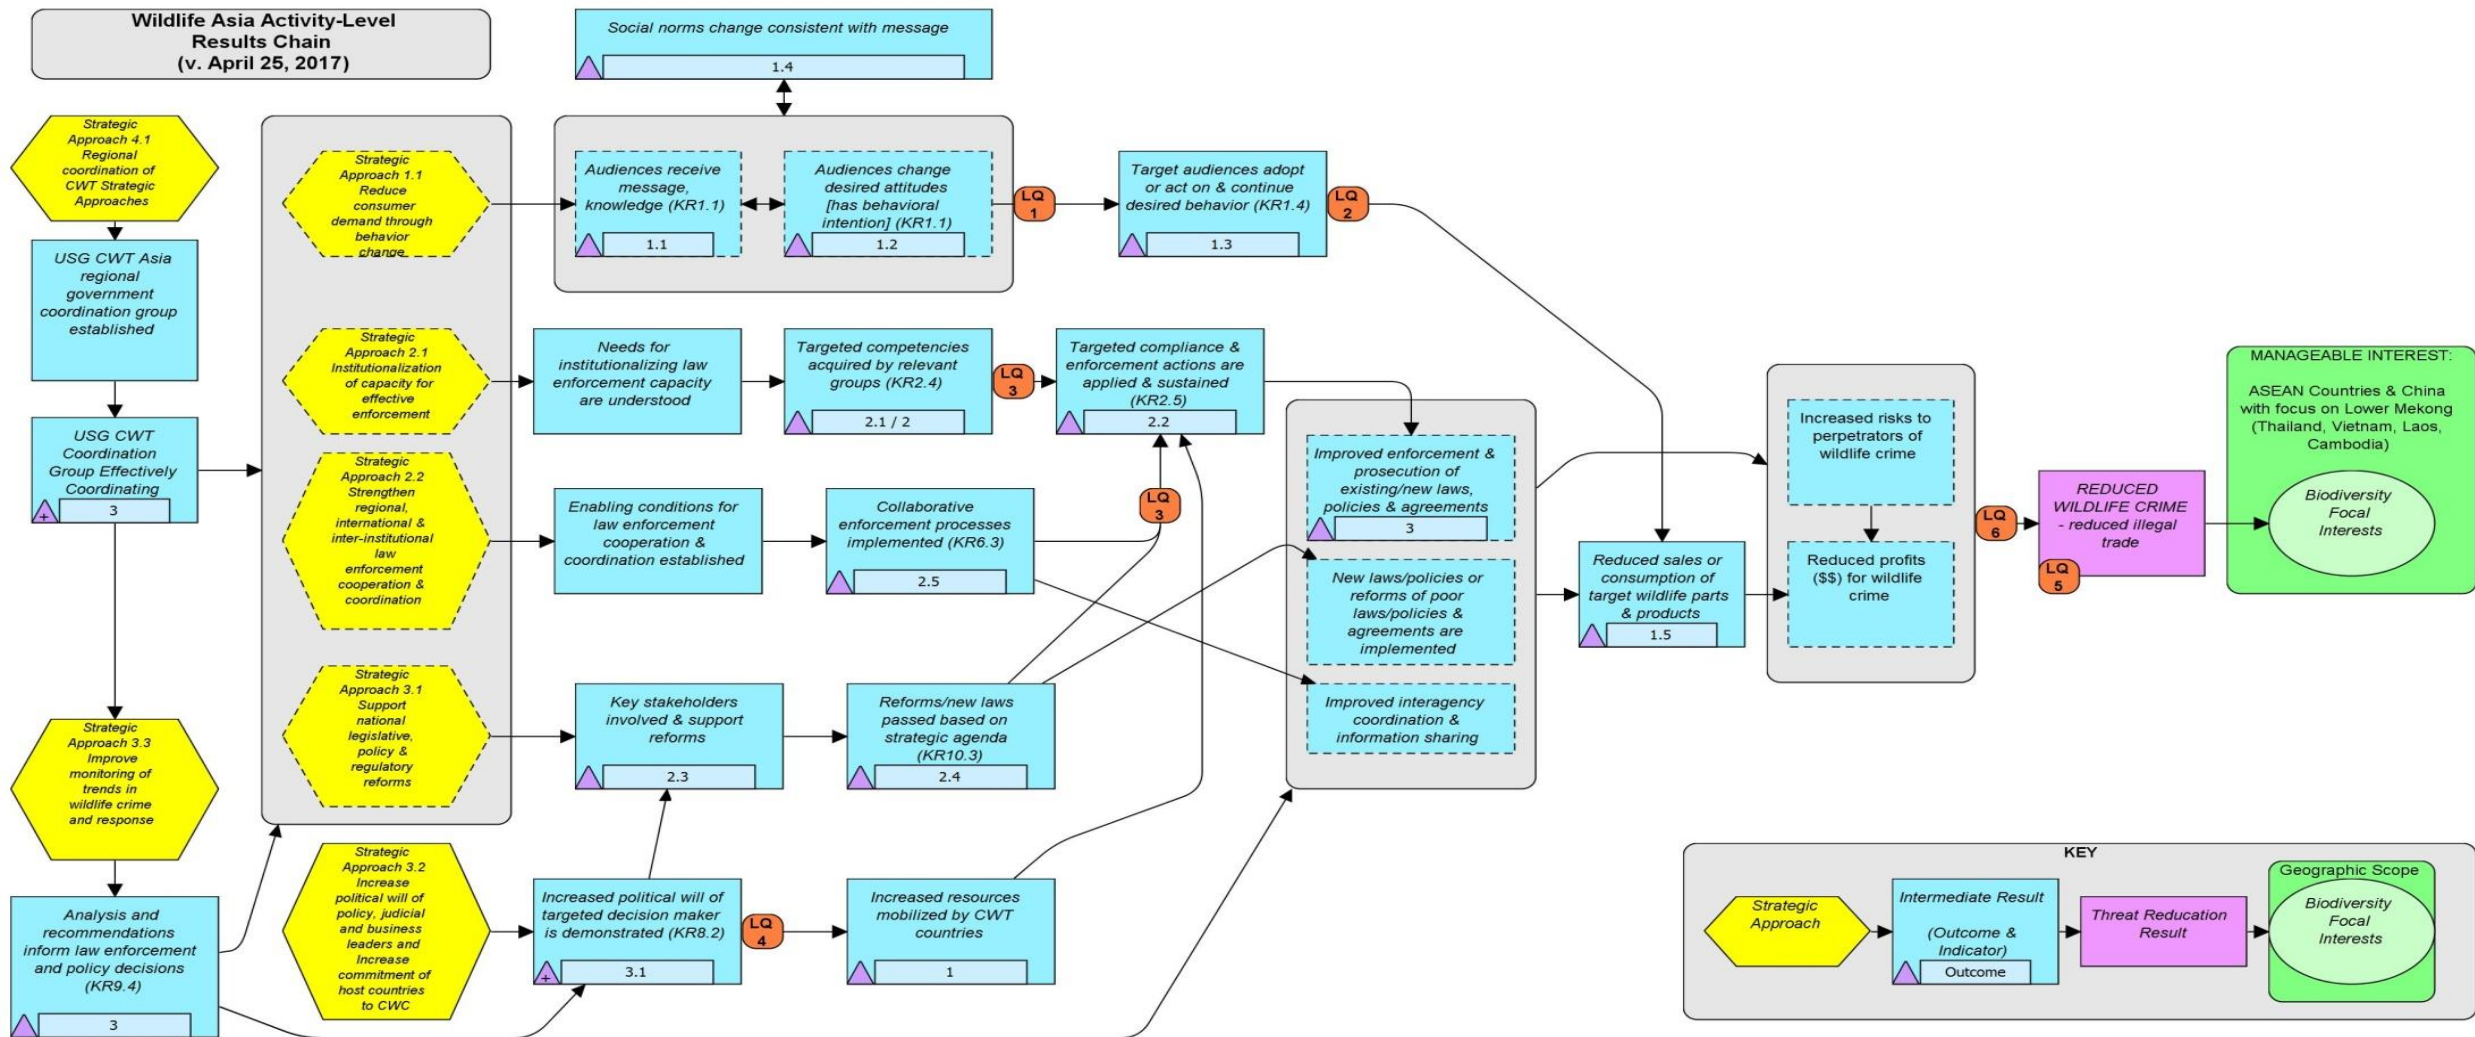 Wildlife Asia Activity-Level
Results Chain
(v. April 25, 2017)
Social norms change consistent with message
1.4
Strategic
Approach 4.1
Regional
coordination of
CWT Strategic
Approaches
USG CWT Asia
regional
government
coordination group
established
USG CWT
Coordination
Group Effectively
Coordinating
+
3
Strategic
Approach 3.3
Improve
monitoring of
trends in
wildlife crime
and response
Analysis and
recommendations
inform law enforcement
and policy decisions
(KR9.4)
3
Strategic
Approach 1.1
Reduce
consumer
demand through
behavior
change
Audiences receive
message,
knowledge (KR1.1)
1.1
Audiences change
desired attitudes
[has behavioral
intention] (KR1.1)
1.2
LQ
1
Target audiences adopt
or act on & continue
desired behavior (KR1.4)
1.3
LQ
2
Strategic
Approach 2.1
Institutionalization
of capacity for
effective
enforcement
Needs for
institutionalizing law
enforcement capacity
are understood
Targeted competencies
acquired by relevant
groups (KR2.4)
2.1 / 2
LQ
3
Targeted compliance &
enforcement actions are
applied & sustained
(KR2.5)
2.2
Strategic
Approach 2.2
Strengthen
regional,
international &
inter-institutional
law
enforcement
cooperation &
coordination
Enabling conditions for
law enforcement
cooperation &
coordination established
Collaborative
enforcement processes
implemented (KR6.3)
2.5
LQ
3
Strategic
Approach 3.1
Support
national
legislative,
policy &
regulatory
reforms
Key stakeholders
involved & support
reforms
2.3
Reforms/new laws
passed based on
strategic agenda
(KR10.3)
2.4
Strategic
Approach 3.2
Increase
political will of
policy, judicial
and business
leaders and
Increase
commitment of
host countries
to CWC
Increased political will of
targeted decision maker
is demonstrated (KR8.2)
+
3.1
LQ
4
Increased resources
mobilized by CWT
countries
1
Improved enforcement &
prosecution of
existing/new laws,
policies & agreements
3
New laws/policies or
reforms of poor
laws/policies &
agreements are
implemented
Improved interagency
coordination &
information sharing
Reduced sales or
consumption of
target wildlife parts
& products
1.5
Increased risks to
perpetrators of
wildlife crime
Reduced profits
($$) for wildlife
crime
LQ
6
REDUCED
WILDLIFE CRIME
- reduced illegal
trade
LQ
5
MANAGEABLE INTEREST:
ASEAN Countries & China
with focus on Lower Mekong
(Thailand, Vietnam, Laos,
Cambodia)
Biodiversity
Focal
Interests
KEY
Strategic
Approach
Intermediate Result
(Outcome &
Indicator)
Outcome
Threat Reducation
Result
Geographic Scope
Biodiversity
Focal
Interests